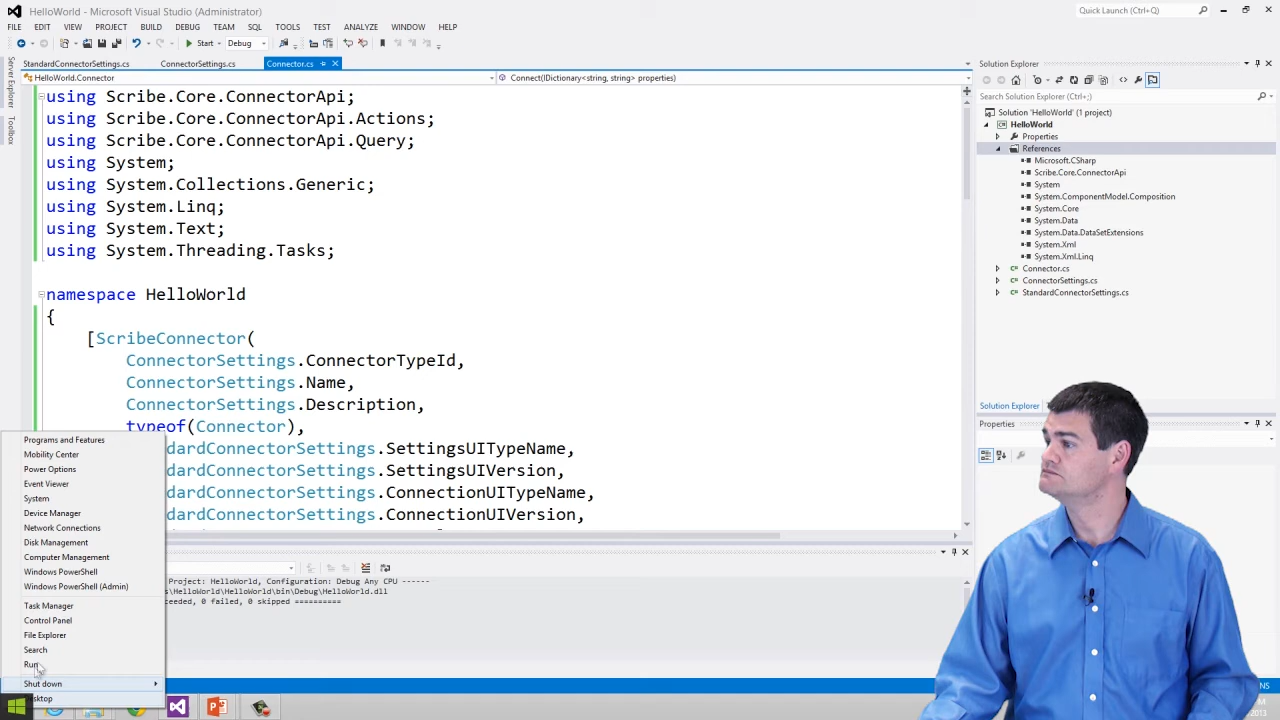 HelloWorld - Microsoft Visual Studio (Administrator)
Quick Launch (Ctrl+Q)
FILE EDIT VIEW PROJECT BUILD DEBUG TEAM SQL TOOLS TEST ANALYZE WINDOW HELP
Start Debug
StandardConnectorSettings.cs ConnectorSettings.cs Connector.cs
HelloWorld.Connector Connect(IDictionary<string, string> properties)
Server Explorer
Toolbox
using Scribe.Core.ConnectorApi;
using Scribe.Core.ConnectorApi.Actions;
using Scribe.Core.ConnectorApi.Query;
using System;
using System.Collections.Generic;
using System.Linq;
using System.Text;
using System.Threading.Tasks;
namespace HelloWorld
{
[ScribeConnector(
ConnectorSettings.ConnectorTypeId,
ConnectorSettings.Name,
ConnectorSettings.Description,
typeof(Connector),
dardConnectorSettings.SettingsUITypeName,
dardConnectorSettings.SettingsUIVersion,
dardConnectorSettings.ConnectionUITypeName,
dardConnectorSettings.ConnectionUIVersion,
Project: HelloWorld, Configuration: Debug Any CPU ------
s\HelloWorld\HelloWorld\bin\Debug\HelloWorld.dll
eeded, 0 failed, 0 skipped ==========
Programs and Features
Mobility Center
Power Options
Event Viewer
System
Device Manager
Network Connections
Disk Management
Computer Management
Windows PowerShell
Windows PowerShell (Admin)
Task Manager
Control Panel
File Explorer
Search
Run
Shut down
sktop
Solution Explorer
Search Solution Explorer (Ctrl+;)
Solution 'HelloWorld' (1 project)
HelloWorld
Properties
References
Microsoft.CSharp
Scribe.Core.ConnectorApi
System
System.ComponentModel.Composition
System.Core
System.Data
System.Data.DataSetExtensions
System.Xml
System.Xml.Linq
Connector.cs
ConnectorSettings.cs
StandardConnectorSettings.cs
Solution Explorer
Properties
NS
M
2013